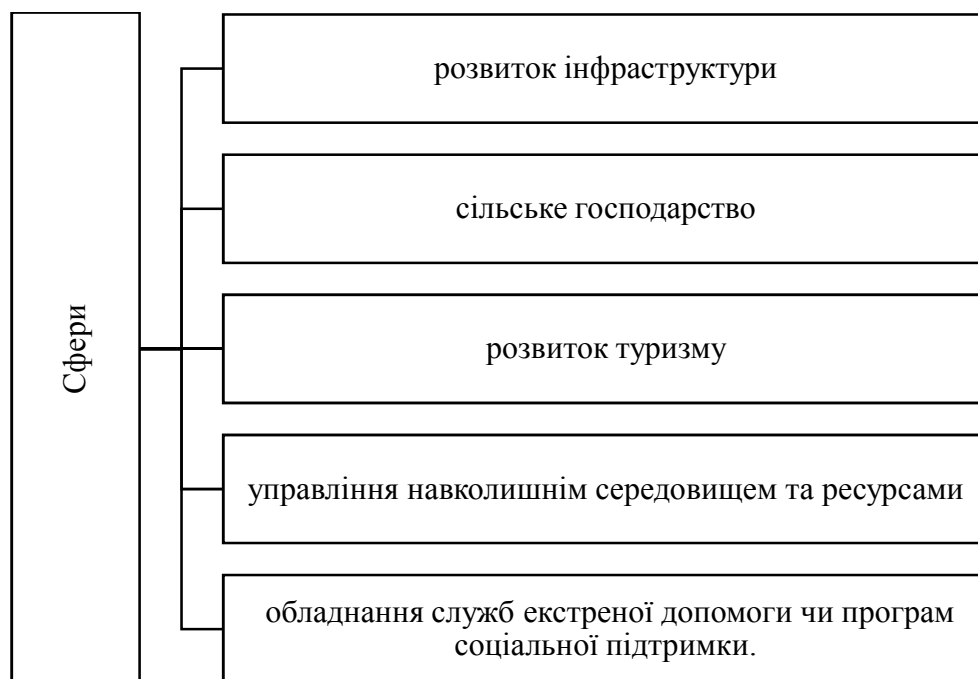 Сфери
розвиток інфраструктури
сільське господарство
розвиток туризму
управління навколишнім середовищем та ресурсами
обладнання служб екстреної допомоги чи програм
соціальної підтримки.